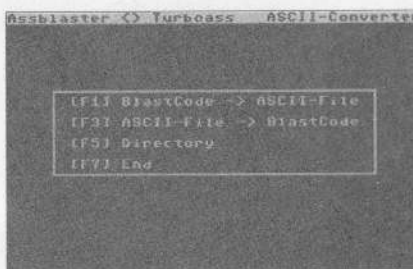 Assblaster <> Turboass ASCII-Converte
[F1] BlastCode -> ASCII-File
[F3] ASCII-File -> BlastCode
[F5] Directory
[F7] End